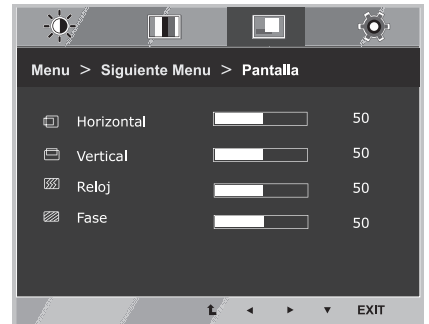 Menu > Siguiente Menu > Pantalla
Horizontal 50
Vertical 50
Reloj 50
Fase 50
EXIT